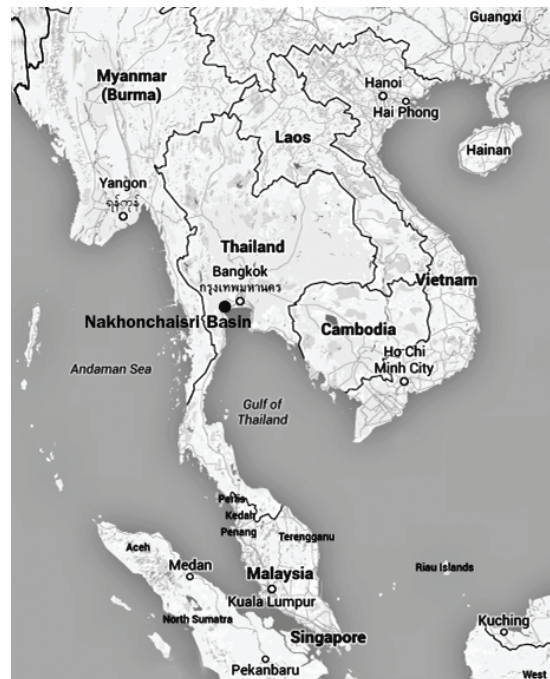 Guangxi
Myanmar
(Burma)
Hanoi
Hai Phong
Laos
Hainan
Yangon
ရန်ကုန်
Thailand
Bangkok
กรุงเทพมหานคร
Vietnam
Nakhonchaisri Basin
Cambodia
Ho Chi
Minh City
Andaman Sea
Gulf of
Thailand
Perlis
Kedah
Penang
Terengganu
Aceh
Medan
Malaysia
Riau Islands
Kuala Lumpur
North Sumatra
Kuching
Singapore
Pekanbaru
West